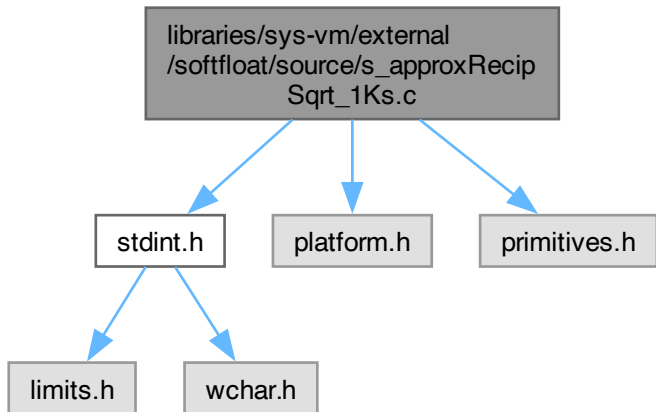 libraries/sys-vm/external
/softfloat/source/s_approxRecip
Sqrt_1Ks.c
stdint.h
platform.h
primitives.h
limits.h
wchar.h